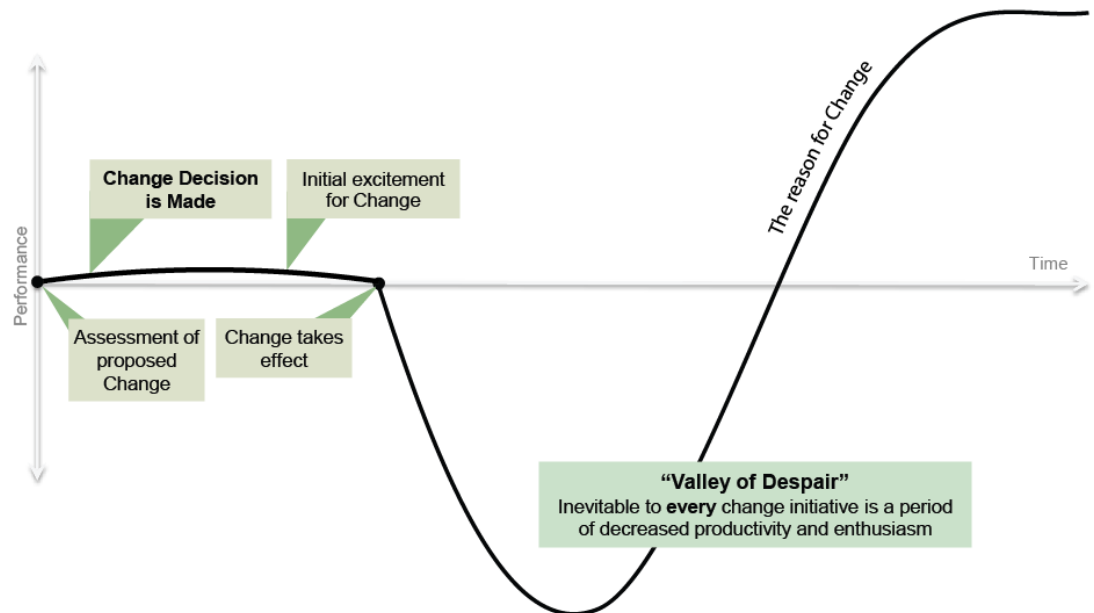 The reason for Change
Change Decision
is Made
Initial excitement
for Change
Time
Performance
Assessment of
proposed
Change
Change takes
effect
“Valley of Despair”
Inevitable to every change initiative is a period
of decreased productivity and enthusiasm